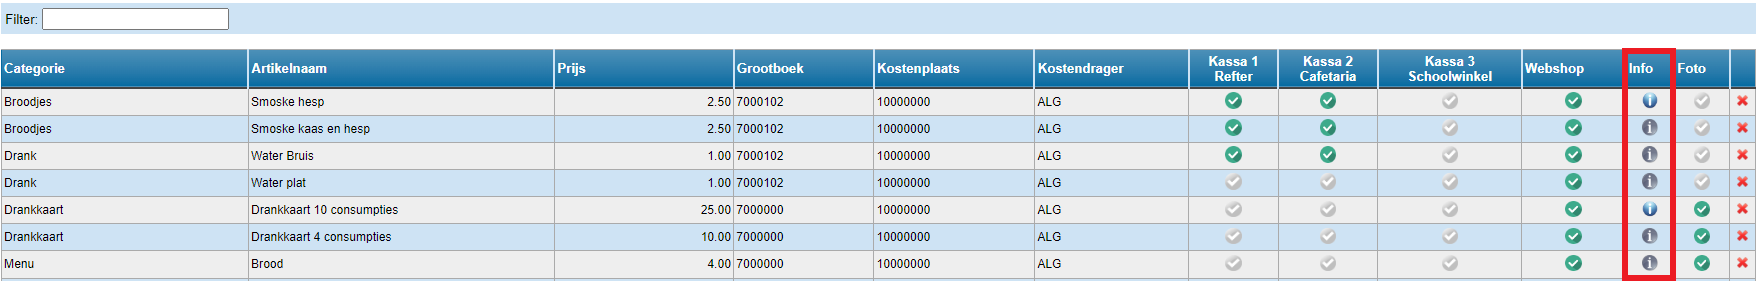 Filter:
Categorie Artikelnaam Prijs Grootboek Kostenplaats Kostendrager Kassa 1 Refter Kassa 2 Cafetaria Kassa 3 Schoolwinkel Webshop Info Foto
Broodjes Smoske hesp 2.50 7000102 10000000 ALG
Broodjes Smoske kaas en hesp 2.50 7000102 10000000 ALG
Drank Water Bruis 1.00 7000102 10000000 ALG
Drank Water plat 1.00 7000102 10000000 ALG
Drankkaart Drankkaart 10 consumpties 25.00 7000000 10000000 ALG
Drankkaart Drankkaart 4 consumpties 10.00 7000000 10000000 ALG
Menu Brood 4.00 7000000 10000000 ALG